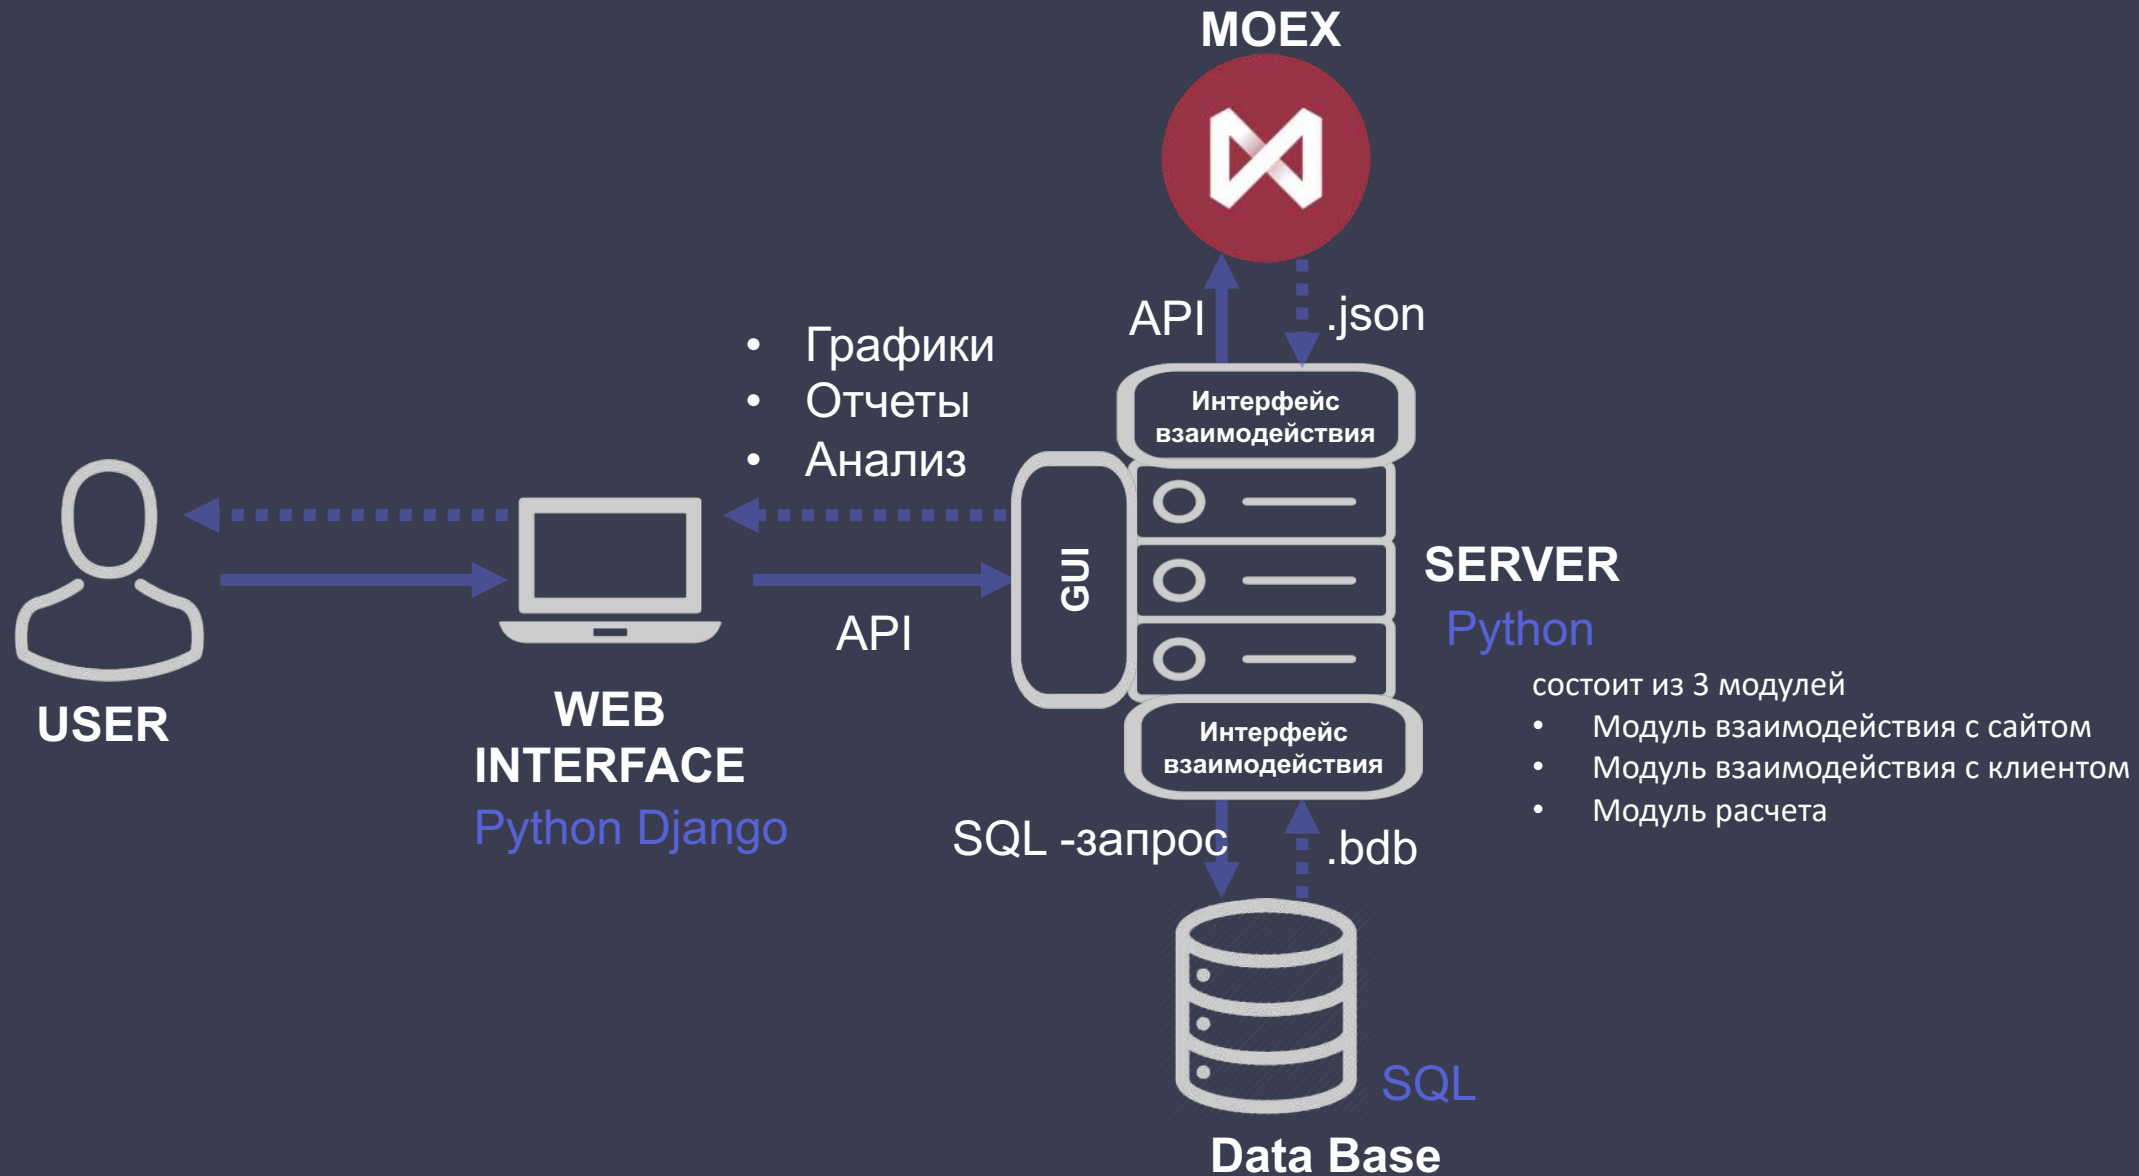 MOEX
API
.json
• Графики
• Отчеты
• Анализ
Интерфейс
взаимодействия
GUI
SERVER
Python
состоит из 3 модулей
• Модуль взаимодействия с сайтом
• Модуль взаимодействия с клиентом
• Модуль расчета
API
USER
WEB
INTERFACE
Python Django
Интерфейс
взаимодействия
SQL -запрос
.bdb
SQL
Data Base